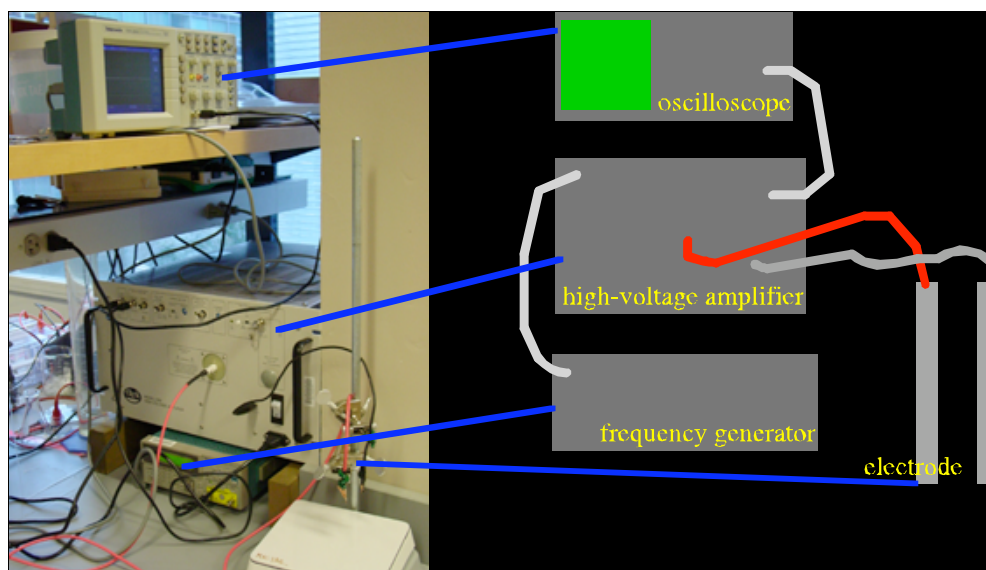 oscilloscope
high-voltage amplifier
frequency generator
electrode